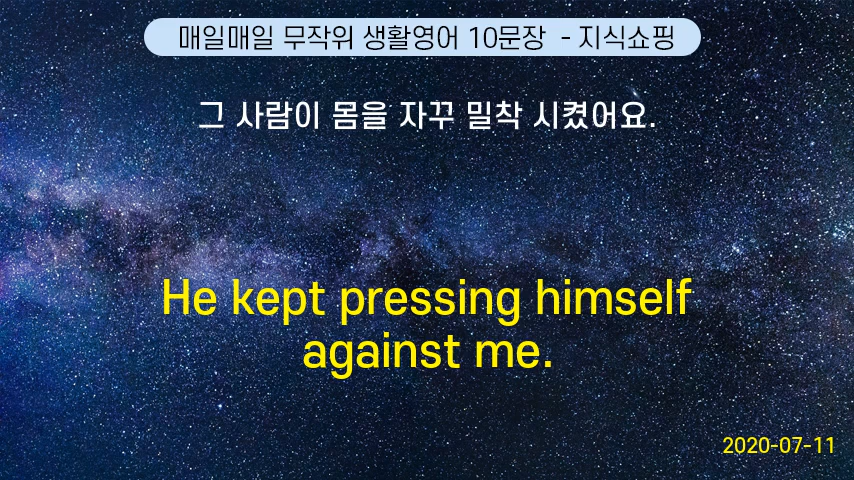 매일매일 무작위 생활영어 10문장 - 지식쇼핑
그 사람이 몸을 자꾸 밀착 시켰어요.
He kept pressing himself
against me.
2020-07-11